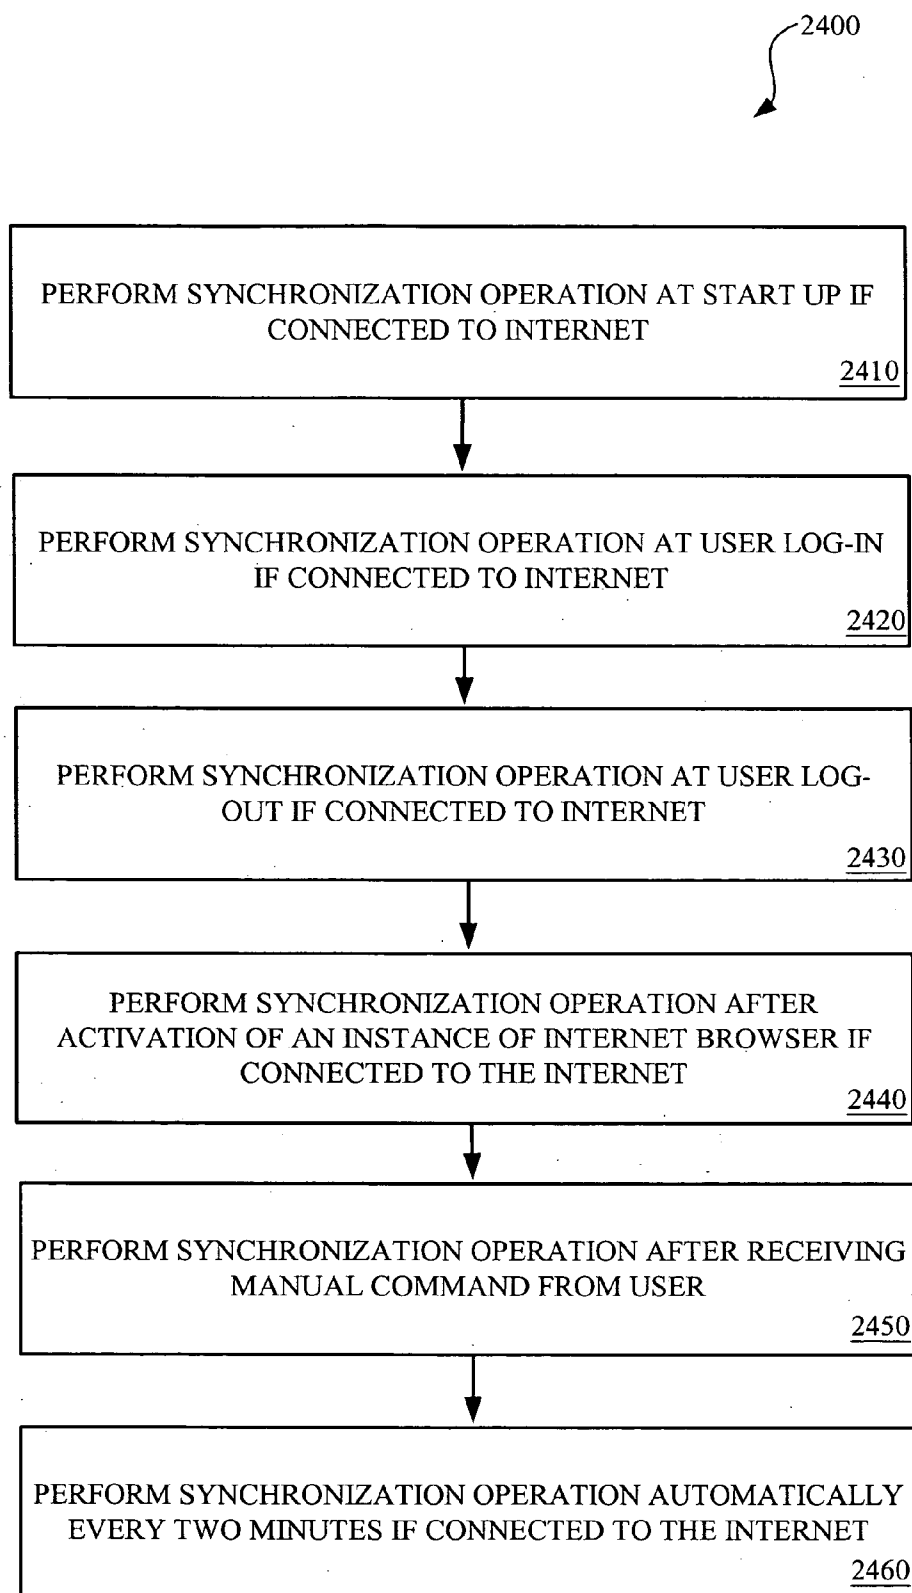 2400
PERFORM SYNCHRONIZATION OPERATION AT START UP IF
CONNECTED TO INTERNET
2410
PERFORM SYNCHRONIZATION OPERATION AT USER LOG-IN
IF CONNECTED TO INTERNET
2420
PERFORM SYNCHRONIZATION OPERATION AT USER LOG-
OUT IF CONNECTED TO INTERNET
2430
PERFORM SYNCHRONIZATION OPERATION AFTER
ACTIVATION OF AN INSTANCE OF INTERNET BROWSER IF
CONNECTED TO THE INTERNET
2440
PERFORM SYNCHRONIZATION OPERATION AFTER RECEIVING
MANUAL COMMAND FROM USER
2450
PERFORM SYNCHRONIZATION OPERATION AUTOMATICALLY
EVERY TWO MINUTES IF CONNECTED TO THE INTERNET
2460